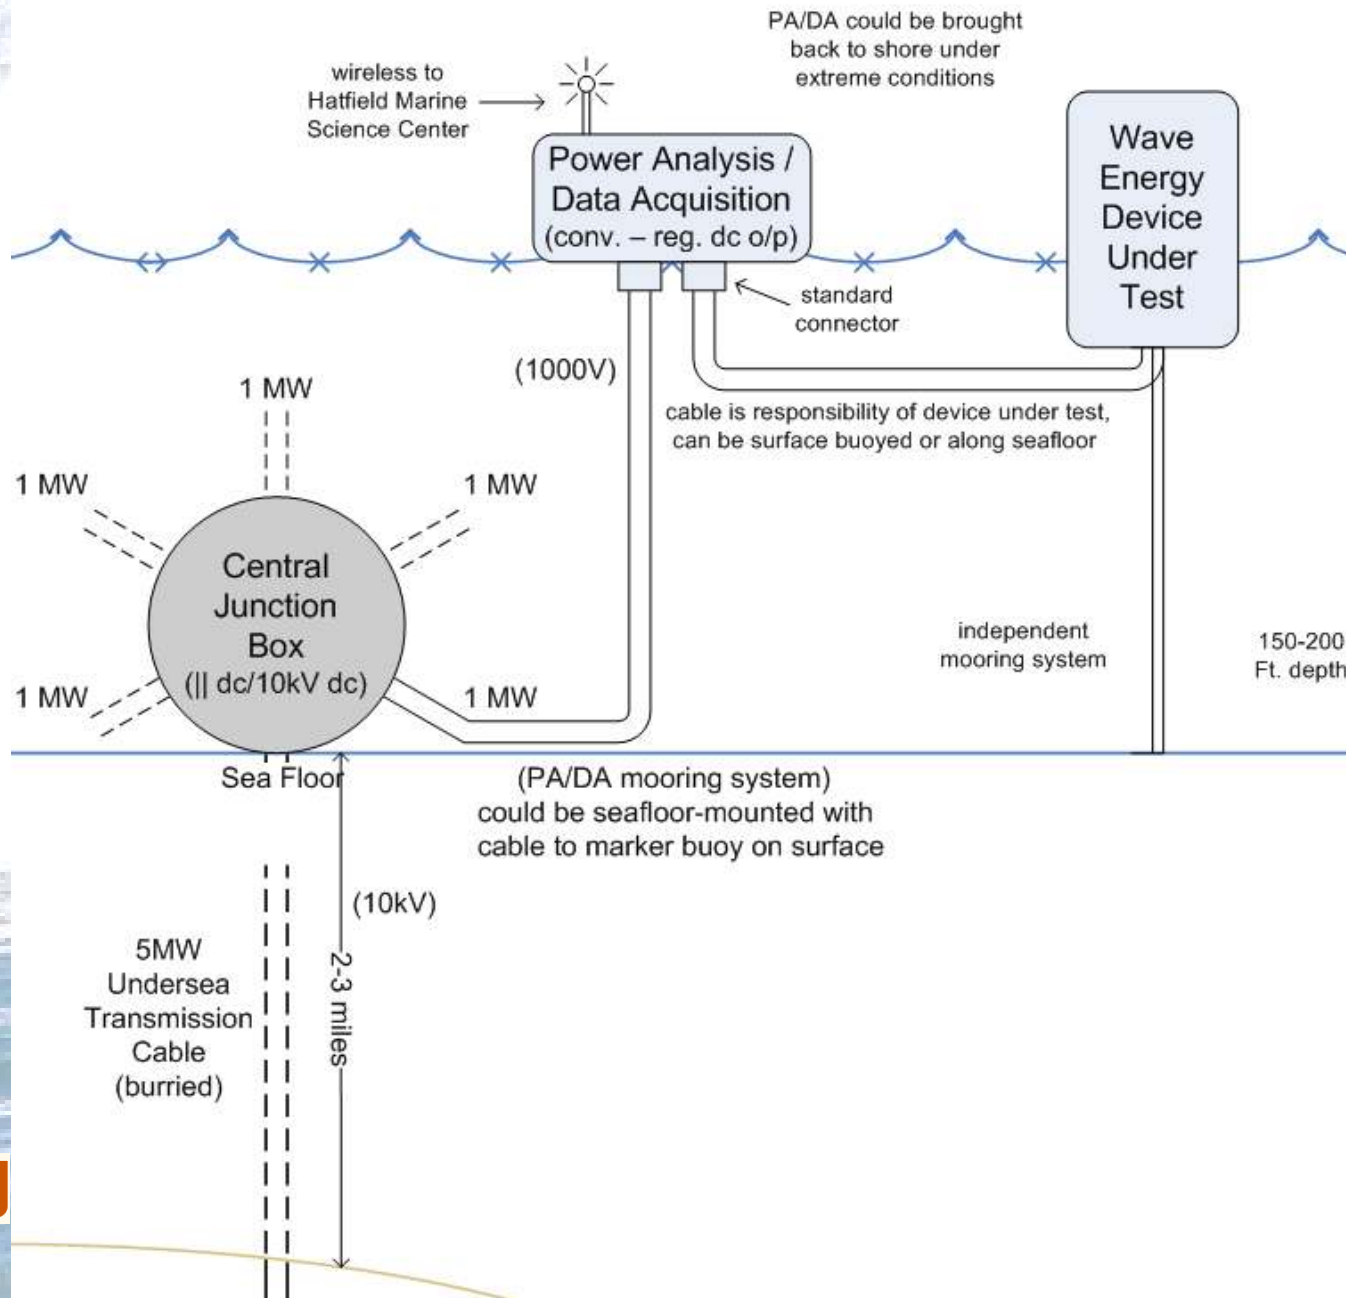 PA/DA could be brought
back to shore under
extreme conditions
wireless to
Hatfield Marine
Science Center
Power Analysis /
Data Acquisition
(conv. – reg. dc o/p)
Wave
Energy
Device
Under
Test
standard
connector
(1000V)
cable is responsibility of device under test,
can be surface buoyed or along seafloor
1 MW
1 MW
1 MW
Central
Junction
Box
(|| dc/10kV dc)
1 MW
1 MW
independent
mooring system
150-200
Ft. depth
Sea Floor
(PA/DA mooring system)
could be seafloor-mounted with
cable to marker buoy on surface
(10kV)
2-3 miles
5MW
Undersea
Transmission
Cable
(burried)